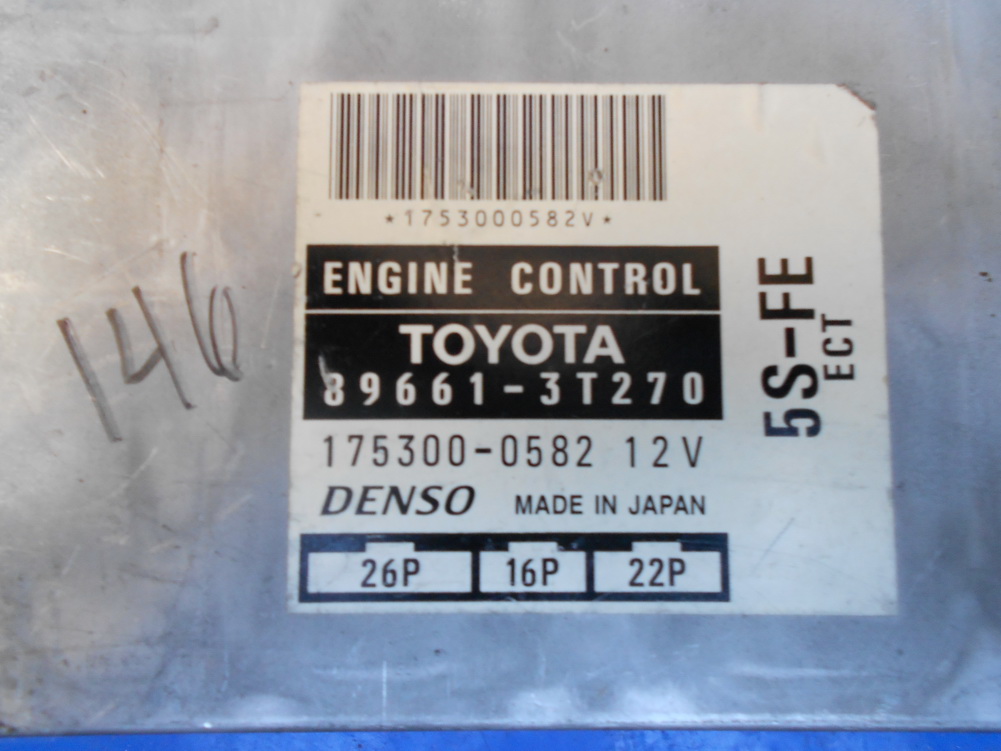 *1753000582V*
ENGINE CONTROL
TOYOTA
89661-3T270
175300-0582 12V
DENSO MADE IN JAPAN
26P 16P 22P
5S-FE
ECT
146